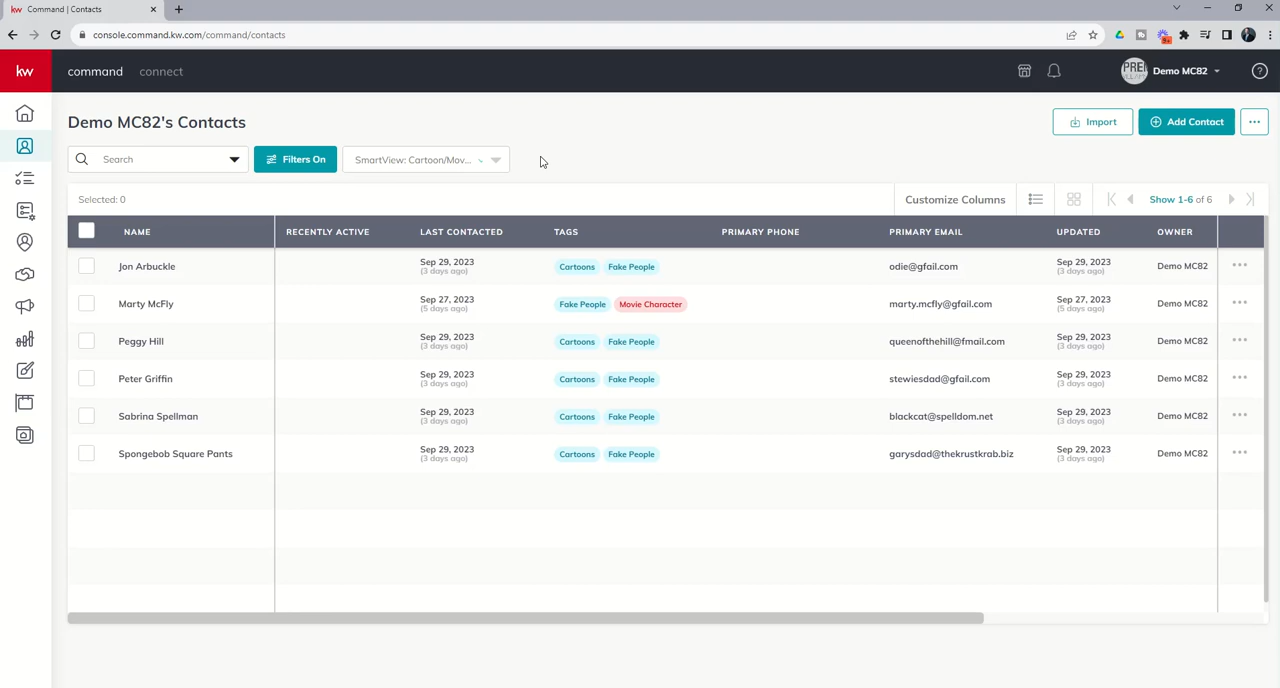 kw Command | Contacts
console.command.kw.com/command/contacts
9+
kw command connect PREI Demo MC82
Demo MC82's Contacts
Import Add Contact
Search Filters On SmartView: Cartoon/Mov...
Selected: 0 Customize Columns Show 1-6 of 6
NAME RECENTLY ACTIVE LAST CONTACTED TAGS PRIMARY PHONE PRIMARY EMAIL UPDATED OWNER
Jon Arbuckle Sep 29, 2023 Cartoons Fake People odie@gfail.com Sep 29, 2023 Demo MC82
(3 days ago) (3 days ago)
Marty McFly Sep 27, 2023 Fake People Movie Character marty.mcfly@gfail.com Sep 27, 2023 Demo MC82
(5 days ago) (5 days ago)
Peggy Hill Sep 29, 2023 Cartoons Fake People queenofthehill@fmail.com Sep 29, 2023 Demo MC82
(3 days ago) (3 days ago)
Peter Griffin Sep 29, 2023 Cartoons Fake People stewiesdad@gfail.com Sep 29, 2023 Demo MC82
(3 days ago) (3 days ago)
Sabrina Spellman Sep 29, 2023 Cartoons Fake People blackcat@spelldom.net Sep 29, 2023 Demo MC82
(3 days ago) (3 days ago)
Spongebob Square Pants Sep 29, 2023 Cartoons Fake People garysdad@thekrustkrab.biz Sep 29, 2023 Demo MC82
(3 days ago) (3 days ago)